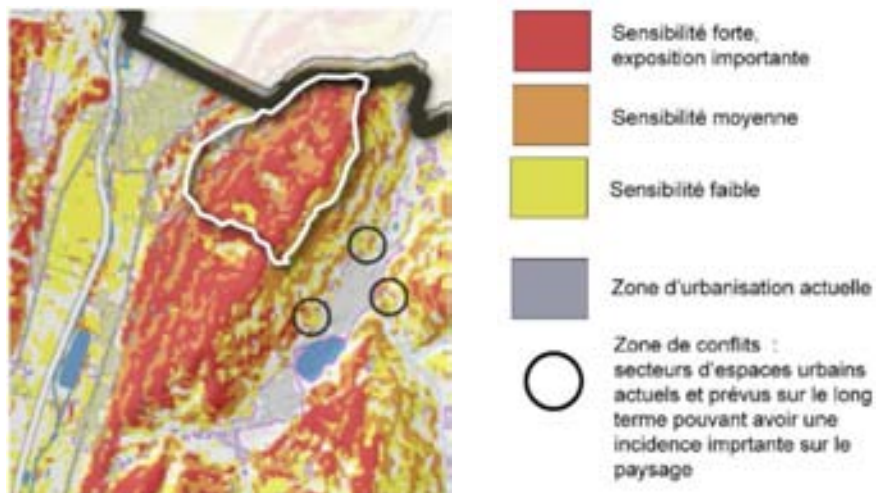 Sensibilité forte,
exposition importante
Sensibilité moyenne
Sensibilité faible
Zone d'urbanisation actuelle
Zone de conflits :
secteurs d'espaces urbains
actuels et prévus sur le long
terme pouvant avoir une
incidence imprtante sur le
paysage